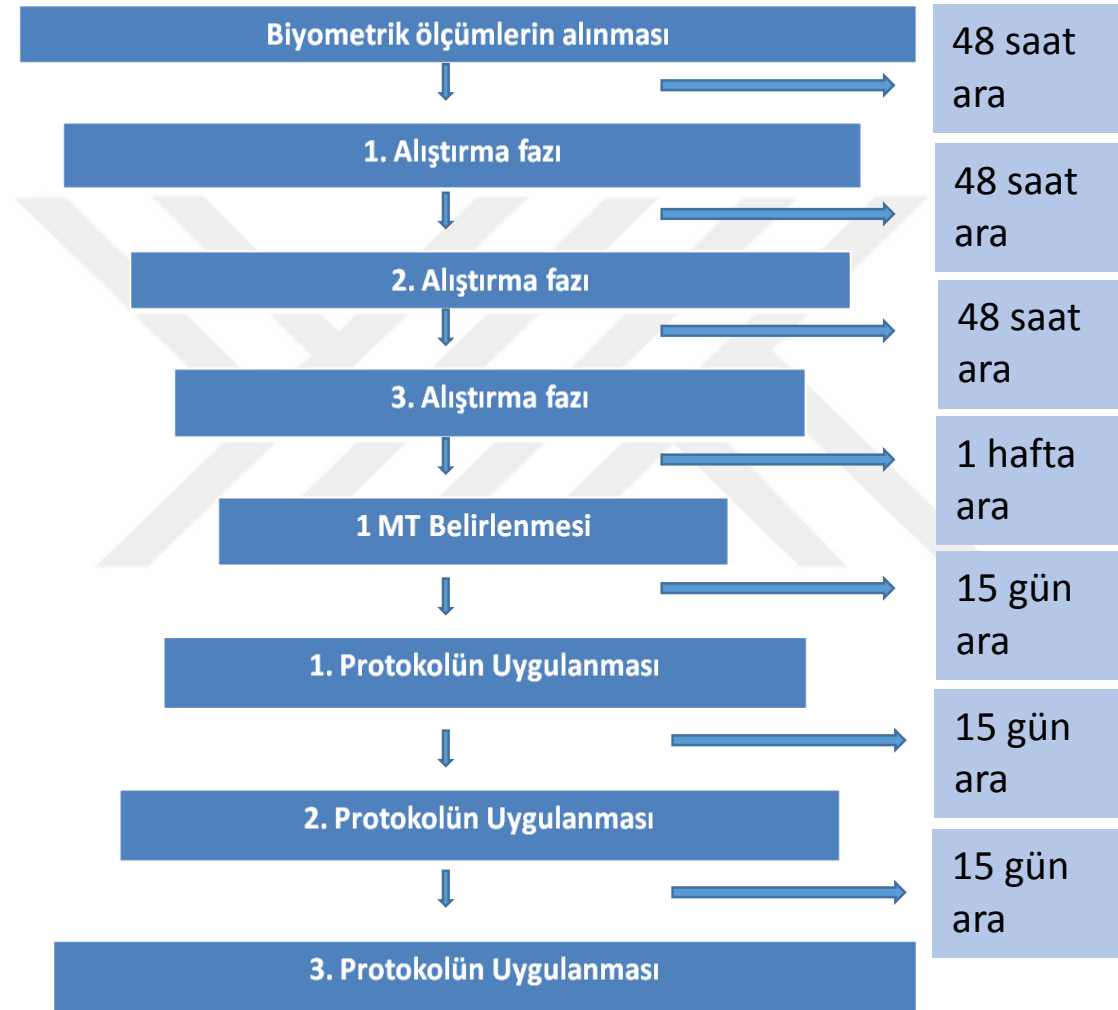 Biyometrik ölçümlerin alınması
48 saat
ara
1. Alıştırma fazı
48 saat
ara
2. Alıştırma fazı
48 saat
ara
3. Alıştırma fazı
1 hafta
ara
1 MT Belirlenmesi
15 gün
ara
1. Protokolün Uygulanması
15 gün
ara
2. Protokolün Uygulanması
15 gün
ara
3. Protokolün Uygulanması